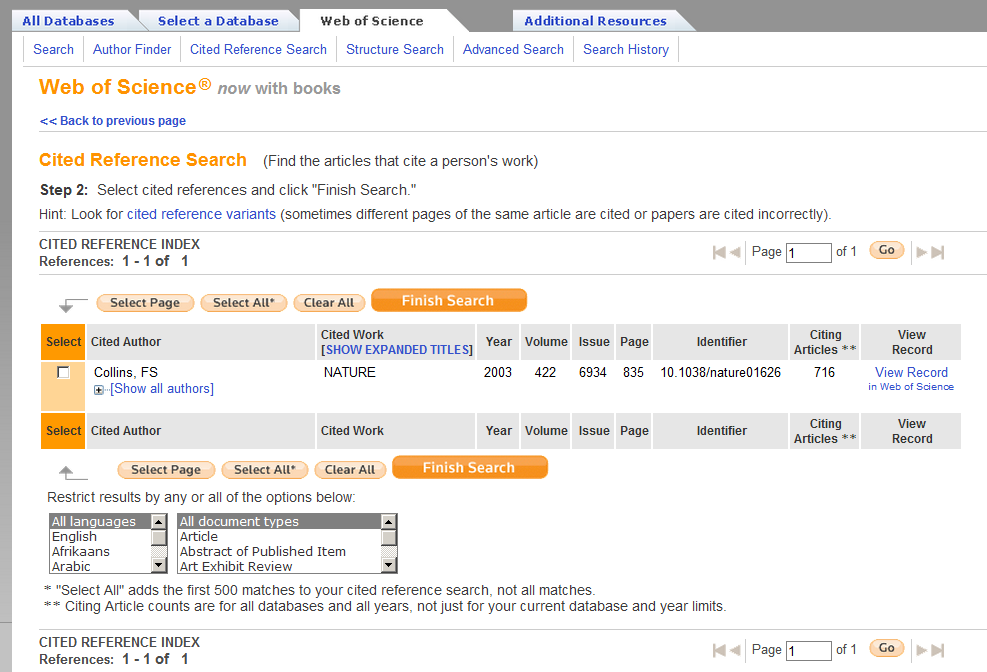 All Databases Select a Database Web of Science Additional Resources
Search Author Finder Cited Reference Search Structure Search Advanced Search Search History
Web of Science® now with books
<< Back to previous page
Cited Reference Search (Find the articles that cite a person's work)
Step 2: Select cited references and click "Finish Search."
Hint: Look for cited reference variants (sometimes different pages of the same article are cited or papers are cited incorrectly).
CITED REFERENCE INDEX
References: 1 - 1 of 1
Page 1 of 1 Go
Select Page Select All* Clear All Finish Search
Select Cited Author Cited Work [SHOW EXPANDED TITLES] Year Volume Issue Page Identifier Citing Articles ** View Record
Collins, FS NATURE 2003 422 6934 835 10.1038/nature01626 716 View Record
[Show all authors] in Web of Science
Select Cited Author Cited Work Year Volume Issue Page Identifier Citing Articles ** View Record
Select Page Select All* Clear All Finish Search
Restrict results by any or all of the options below:
All languages All document types
English Article
Afrikaans Abstract of Published Item
Arabic Art Exhibit Review
* "Select All" adds the first 500 matches to your cited reference search, not all matches.
** Citing Article counts are for all databases and all years, not just for your current database and year limits.
CITED REFERENCE INDEX
References: 1 - 1 of 1
Page 1 of 1 Go